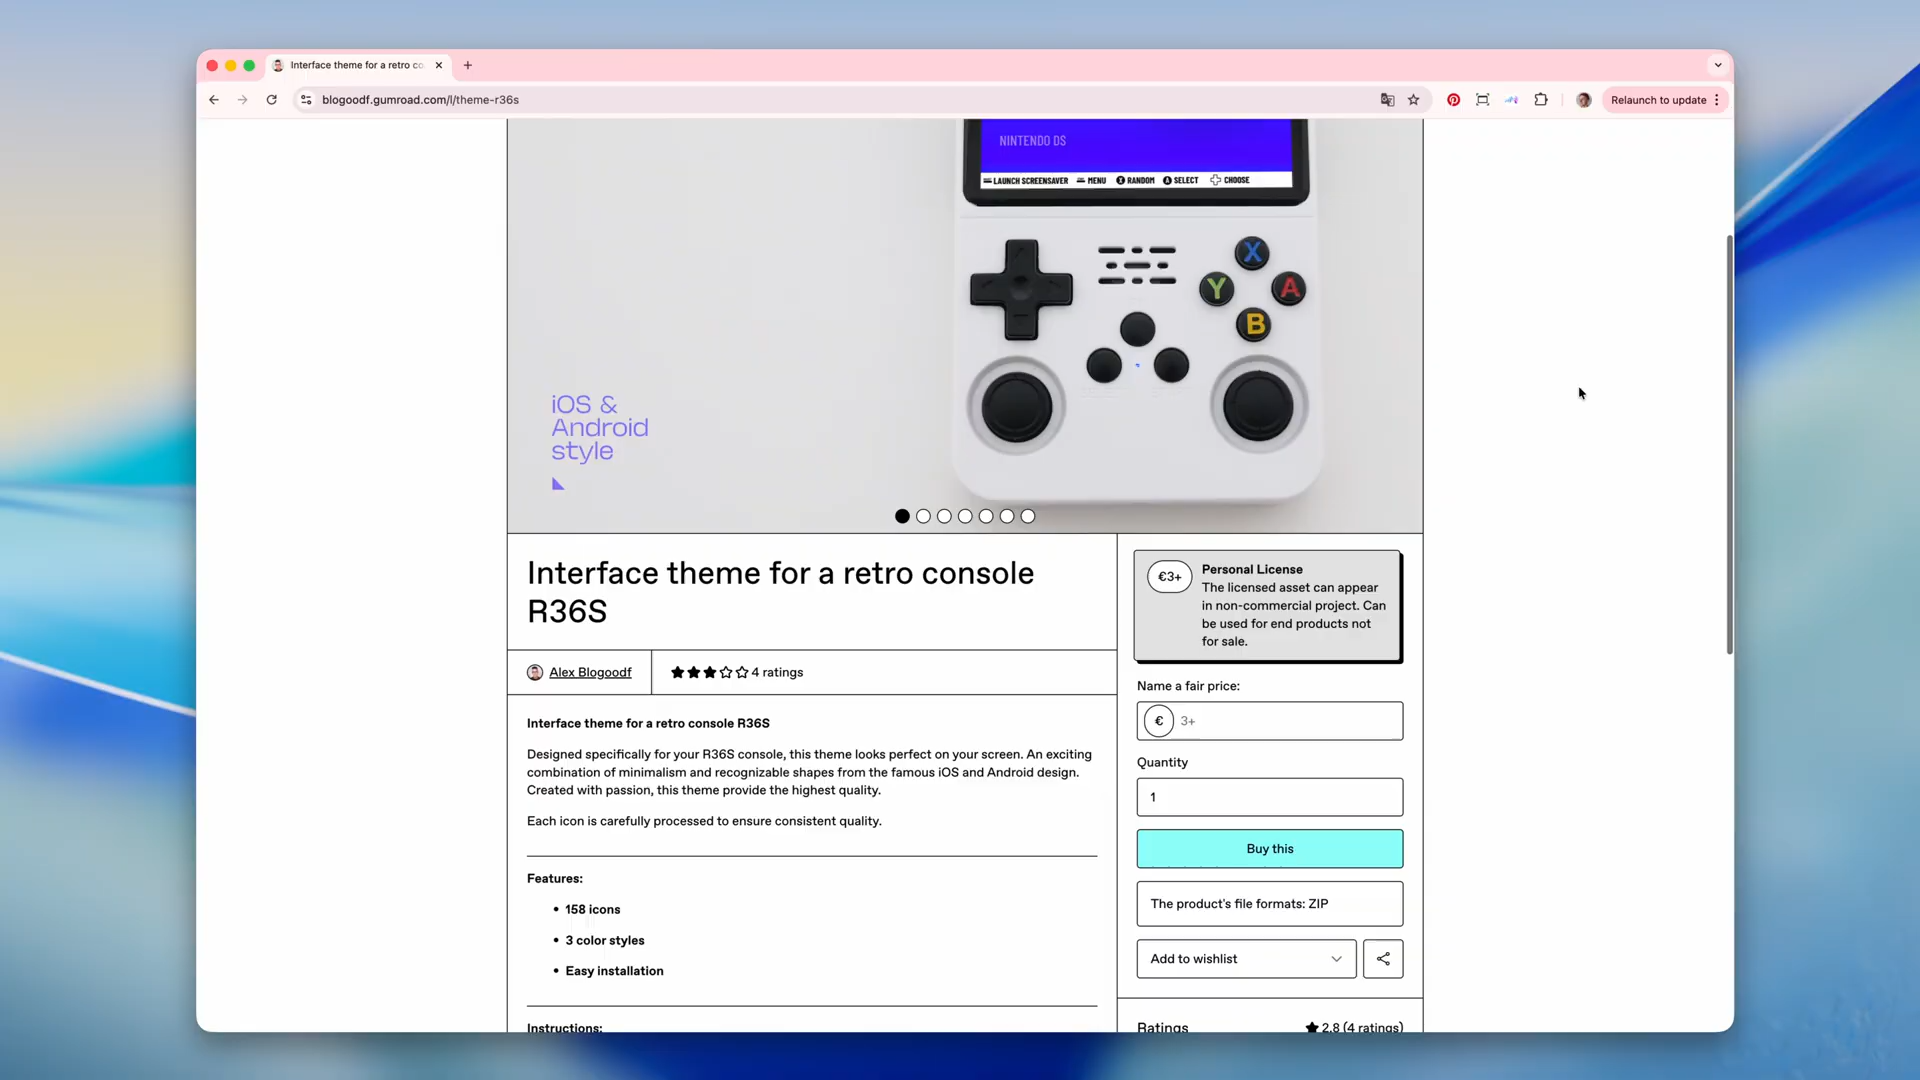 Interface theme for a retro co
blogoodf.gumroad.com/l/theme-r36s
Relaunch to update
NINTENDO DS
LAUNCH SCREENSAVER MENU X RANDOM A SELECT CHOOSE
X
Y
A
B
iOS &
Android
style
Interface theme for a retro console
R36S
Alex Blogoodf
4 ratings
Interface theme for a retro console R36S
Designed specifically for your R36S console, this theme looks perfect on your screen. An exciting
combination of minimalism and recognizable shapes from the famous iOS and Android design.
Created with passion, this theme provide the highest quality.
Each icon is carefully processed to ensure consistent quality.
Features:
• 158 icons
• 3 color styles
• Easy installation
Instructions:
€3+
Personal License
The licensed asset can appear
in non-commercial project. Can
be used for end products not
for sale.
Name a fair price:
€ 3+
Quantity
1
Buy this
The product's file formats: ZIP
Add to wishlist
Ratings
2.8 (4 ratings)